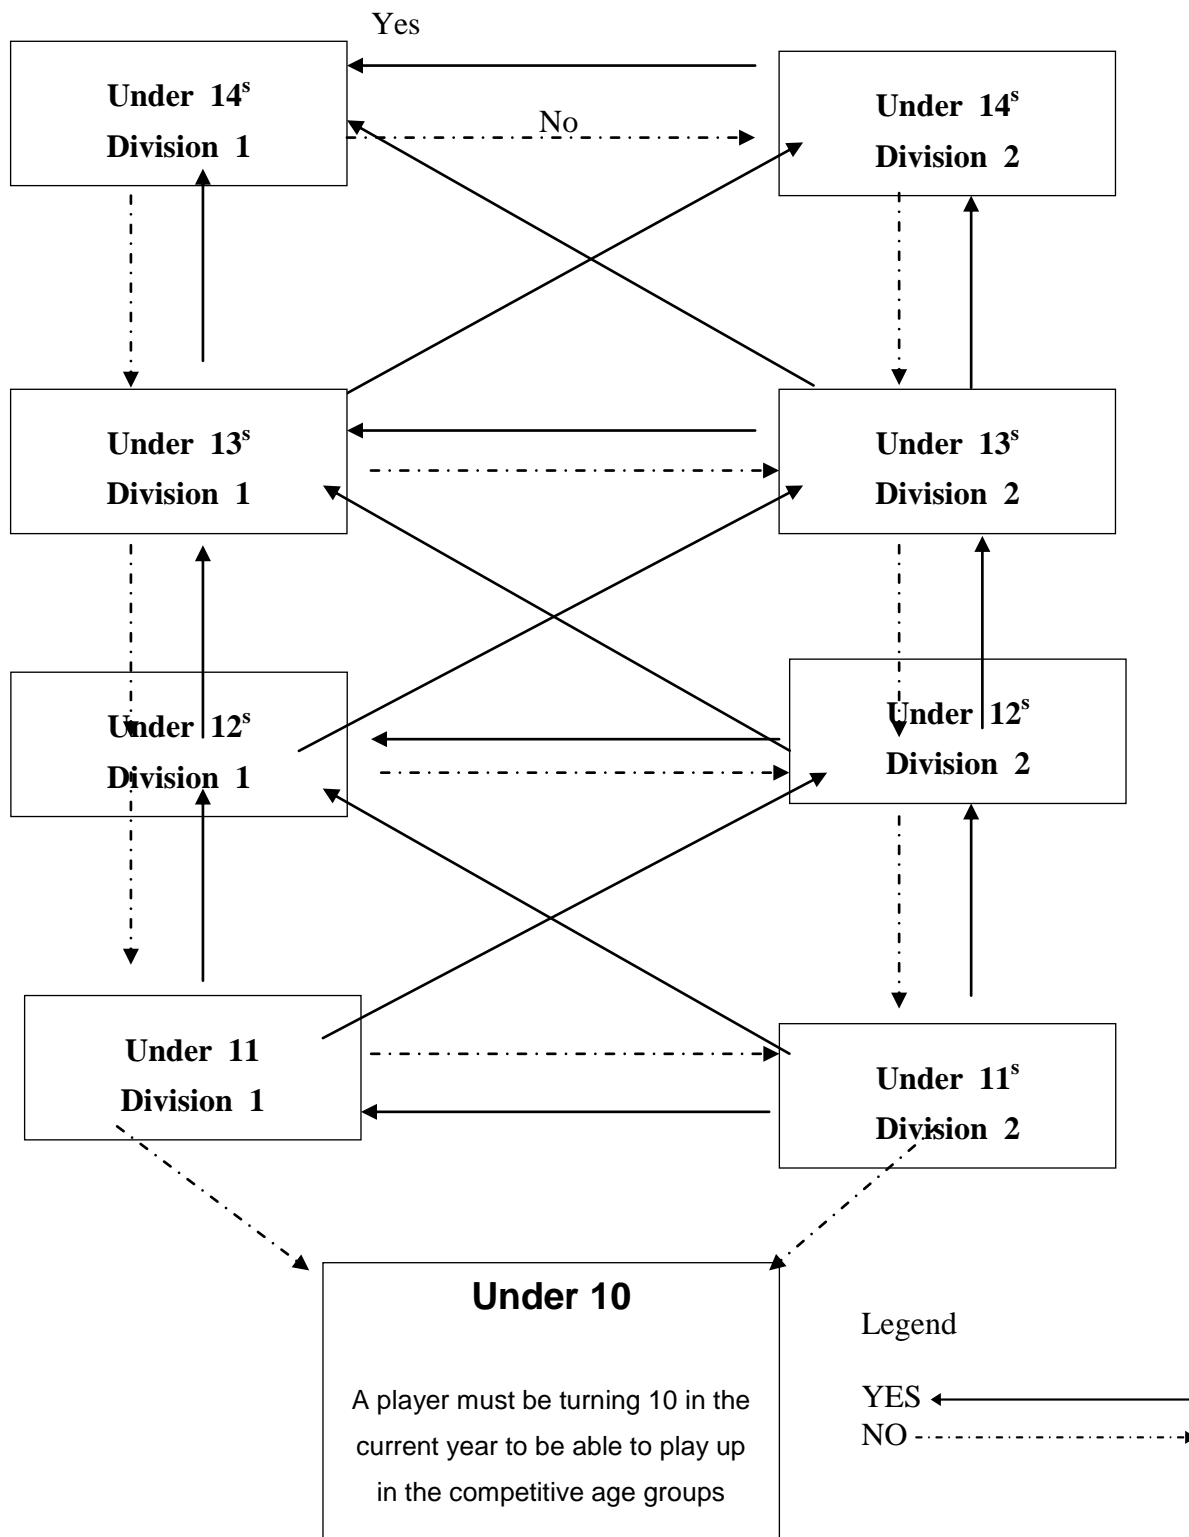 Yes
Under 14s
Division 1
No
Under 14s
Division 2
Under 13s
Division 1
Under 13s
Division 2
Under 12s
Division 1
Under 12s
Division 2
Under 11
Division 1
Under 11s
Division 2
Under 10
A player must be turning 10 in the
current year to be able to play up
in the competitive age groups
Legend
YES
NO